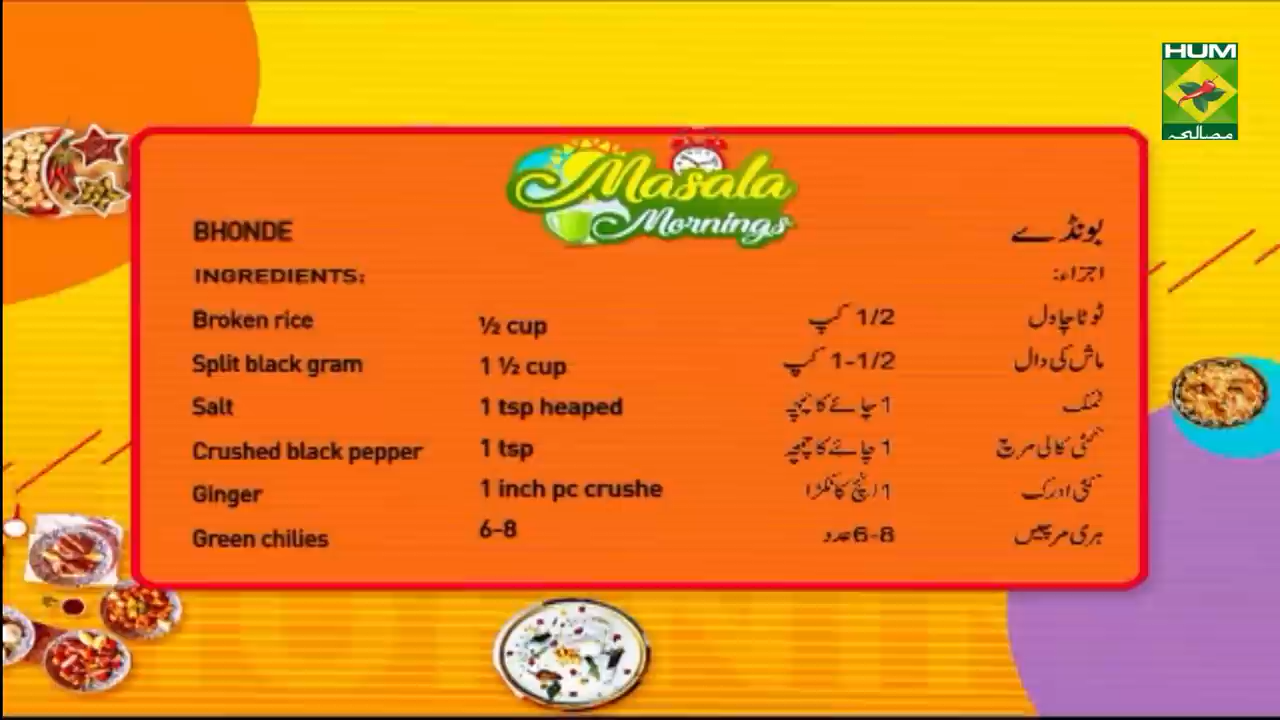 HUM
مصالحہ
Masala
Mornings
BHONDE بونڈے
INGREDIENTS: اجزاء:
Broken rice ½ cup ٹوٹا چاول 1/2 کپ
Split black gram 1 ½ cup ماش کی دال 1-1/2 کپ
Salt 1 tsp heaped نمک 1 چائے کا چمچہ
Crushed black pepper 1 tsp کٹی کالی مرچ 1 چائے کا چمچہ
Ginger 1 inch pc crushe کٹی ادرک 1 انچ کا ٹکڑا
Green chilies 6-8 ہری مرچیں 6-8 عدد